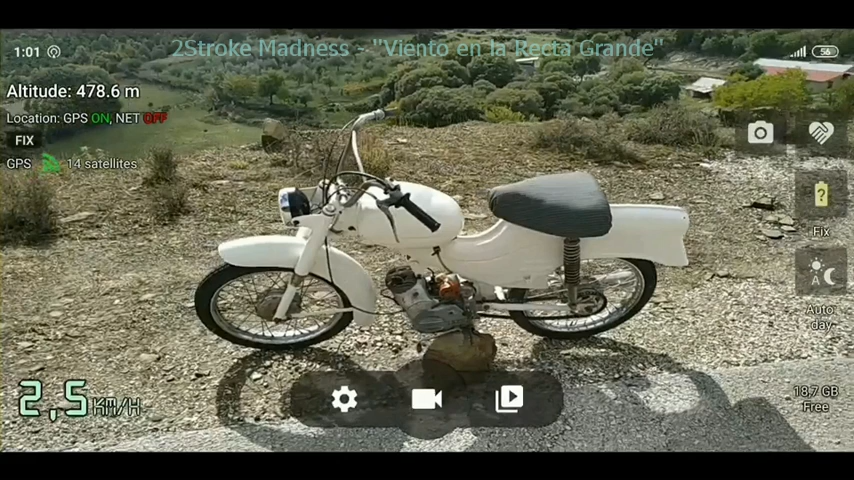 2Stroke Madness - "Viento en la Recta Grande"
1:01
56
Altitude: 478.6 m
Location: GPS ON, NET OFF
FIX
GPS 14 satellites
?
Fix
A
Auto
day
2,5 KM/H
18,7 GB
Free